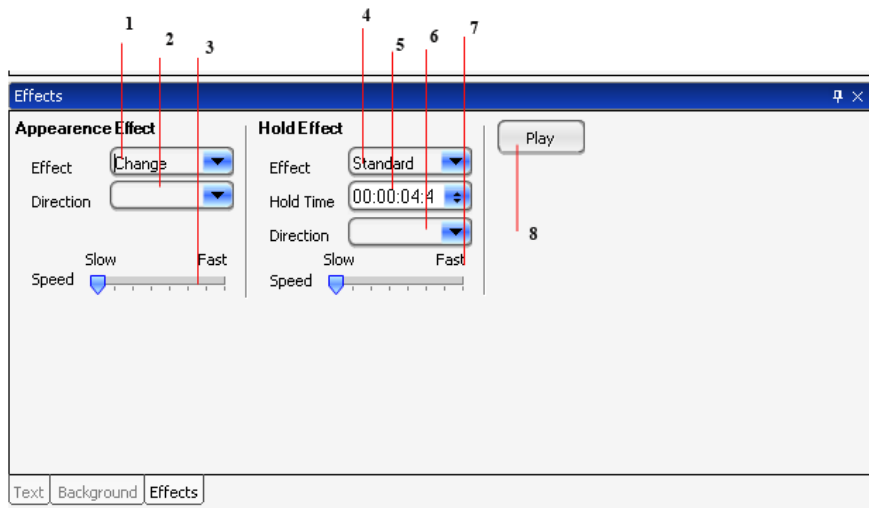 1 2 3 4 5 6 7
Effects
Appearence Effect Hold Effect Play
Effect Change Effect Standard
Direction Hold Time 00:00:04:4
Direction 8
Slow Fast Slow Fast
Speed Speed
Text Background Effects